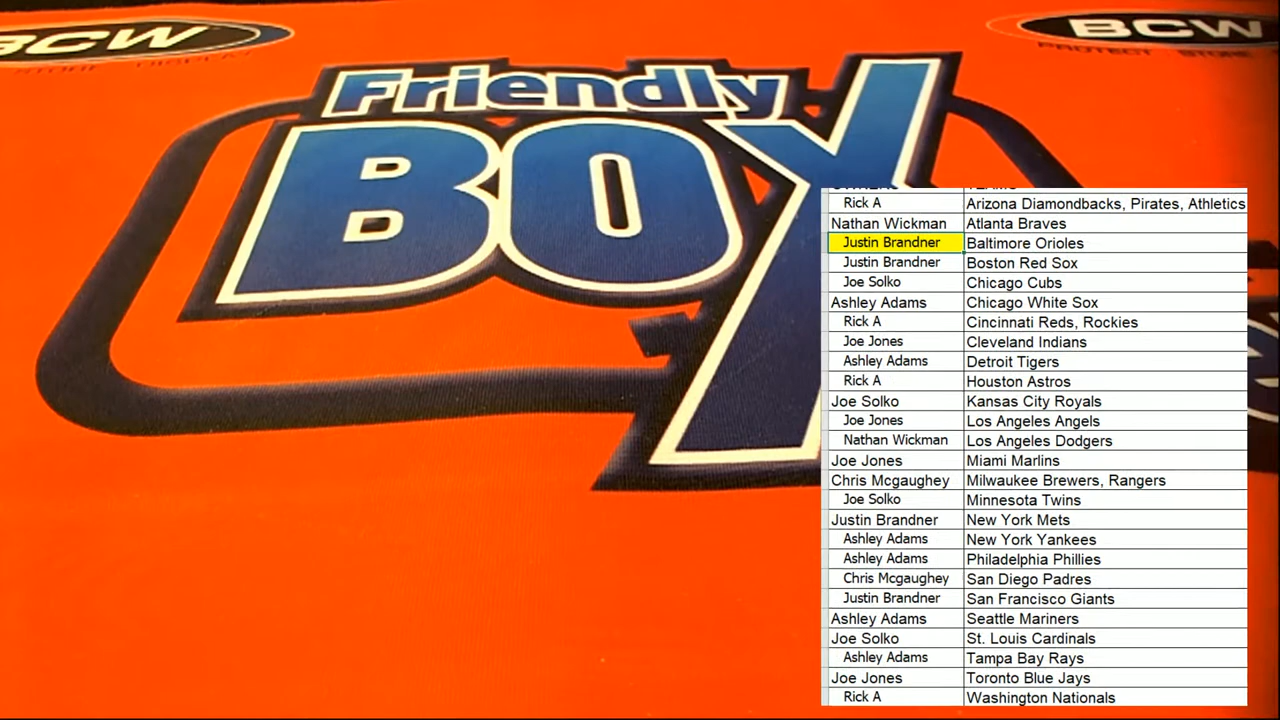 BCW
BCW
Friendly
BOX
Rick A Arizona Diamondbacks, Pirates, Athletics
Nathan Wickman Atlanta Braves
Justin Brandner Baltimore Orioles
Justin Brandner Boston Red Sox
Joe Solko Chicago Cubs
Ashley Adams Chicago White Sox
Rick A Cincinnati Reds, Rockies
Joe Jones Cleveland Indians
Ashley Adams Detroit Tigers
Rick A Houston Astros
Joe Solko Kansas City Royals
Joe Jones Los Angeles Angels
Nathan Wickman Los Angeles Dodgers
Joe Jones Miami Marlins
Chris Mcgaughey Milwaukee Brewers, Rangers
Joe Solko Minnesota Twins
Justin Brandner New York Mets
Ashley Adams New York Yankees
Ashley Adams Philadelphia Phillies
Chris Mcgaughey San Diego Padres
Justin Brandner San Francisco Giants
Ashley Adams Seattle Mariners
Joe Solko St. Louis Cardinals
Ashley Adams Tampa Bay Rays
Joe Jones Toronto Blue Jays
Rick A Washington Nationals